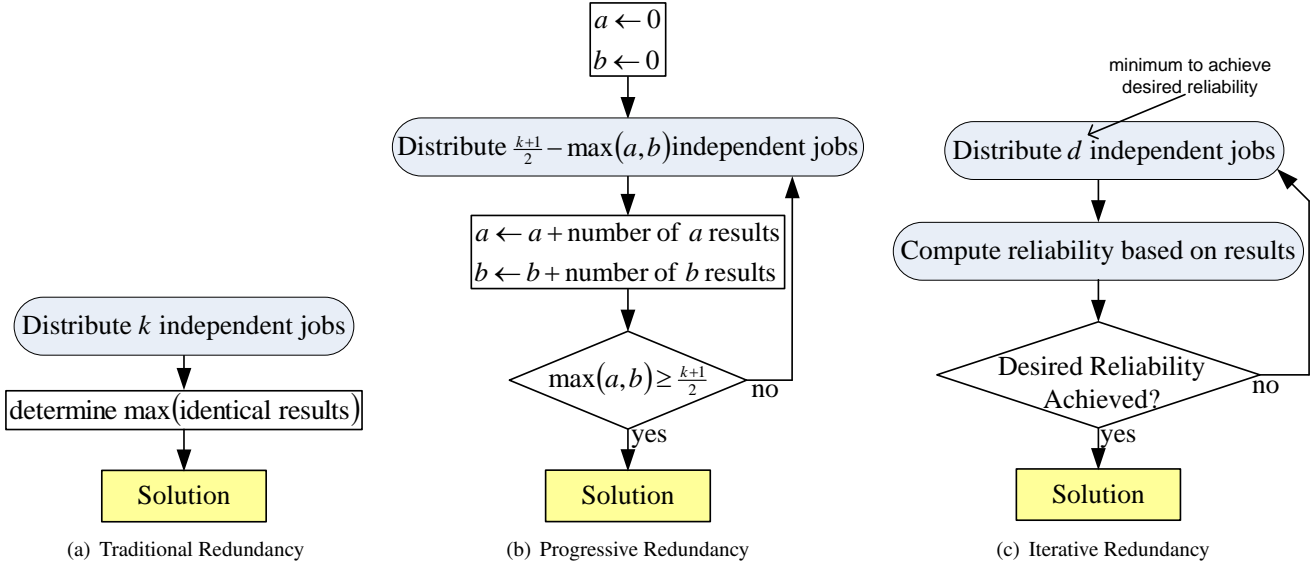 Distribute k independent jobs
determine max(identical results)
Solution
(a) Traditional Redundancy
a ← 0
b ← 0
Distribute (k+1)/2 − max(a, b) independent jobs
a ← a + number of a results
b ← b + number of b results
max(a, b) ≥ (k+1)/2
no
yes
Solution
(b) Progressive Redundancy
minimum to achieve
desired reliability
Distribute d independent jobs
Compute reliability based on results
Desired Reliability
Achieved?
no
yes
Solution
(c) Iterative Redundancy